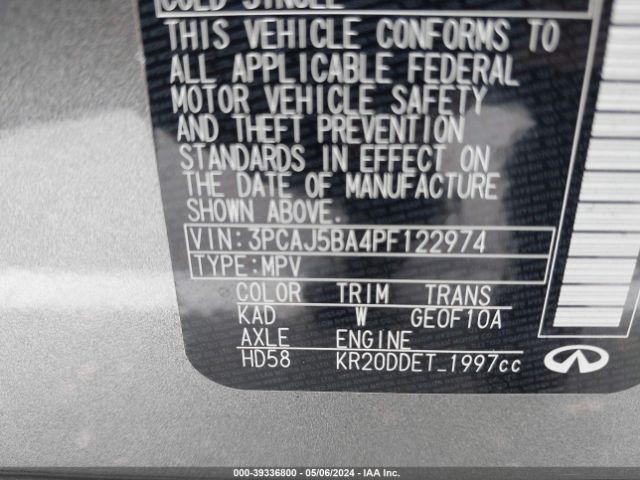 THIS VEHICLE CONFORMS TO
ALL APPLICABLE FEDERAL
MOTOR VEHICLE SAFETY
AND THEFT PREVENTION
STANDARDS IN EFFECT ON
THE DATE OF MANUFACTURE
SHOWN ABOVE.
VIN:3PCAJ5BA4PF122974
TYPE:MPV
COLOR TRIM TRANS
KAD W GEOF10A
AXLE ENGINE
HD58 KR20DDET_1997cc
000-39336800 - 05/06/2024 - IAA Inc.